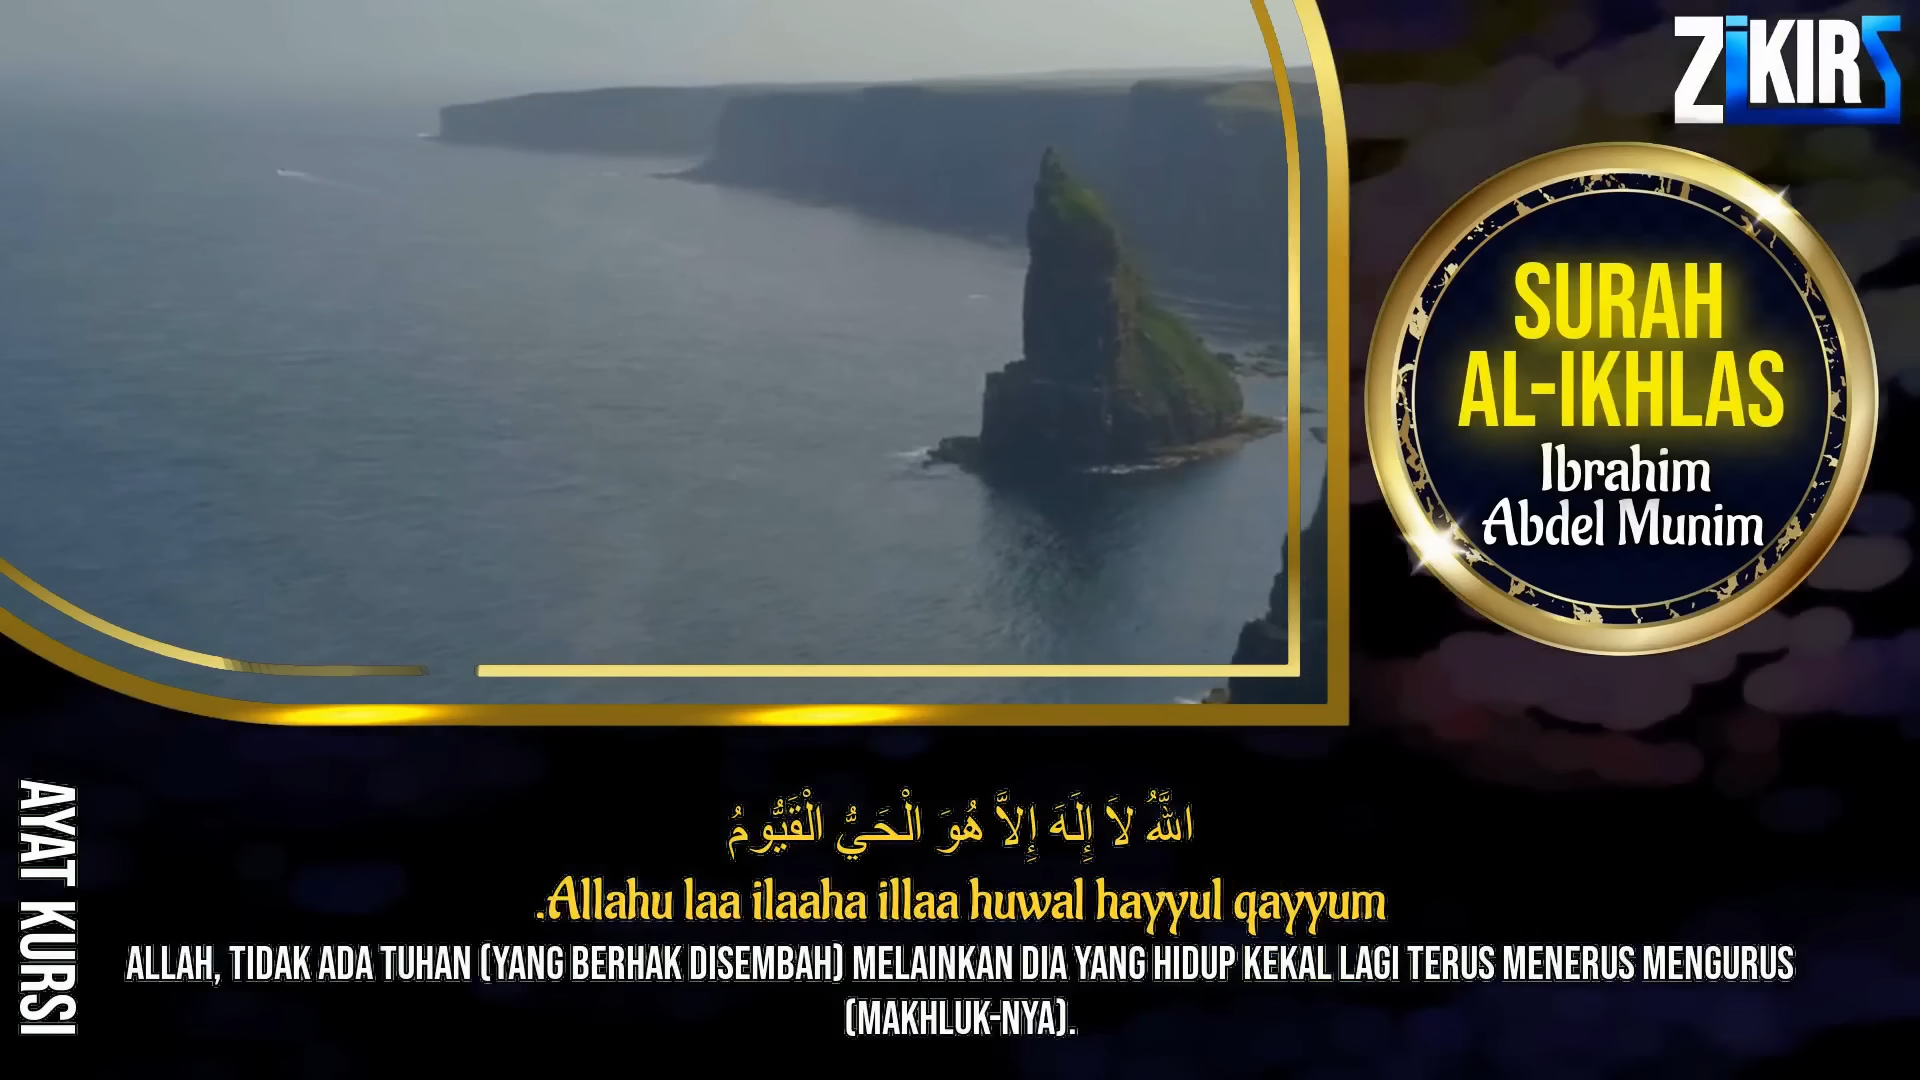 ZiKIRS
SURAH
AL-IKHLAS
Ibrahim
Abdel Munim
AYAT KURSI
اللَّهُ لاَ إِلَهَ إِلاَّ هُوَ الْحَيُّ الْقَيُّومُ
.Allahu laa ilaaha illaa huwal hayyul qayyum
ALLAH, TIDAK ADA TUHAN (YANG BERHAK DISEMBAH) MELAINKAN DIA YANG HIDUP KEKAL LAGI TERUS MENERUS MENGURUS
(MAKHLUK-NYA).